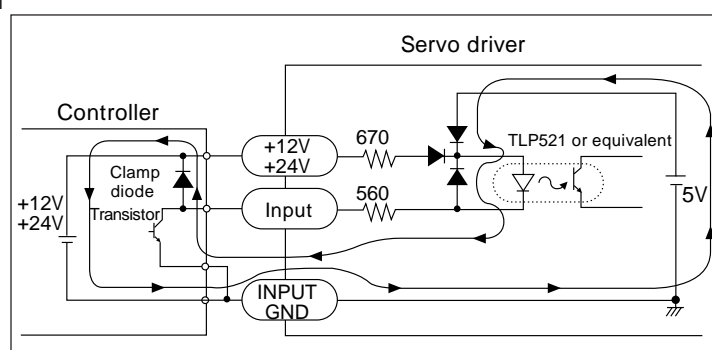 Servo driver
Controller
+12V
+24V
670
TLP521 or equivalent
Clamp
diode
Transistor
+12V
+24V
Input
560
5V
INPUT
GND